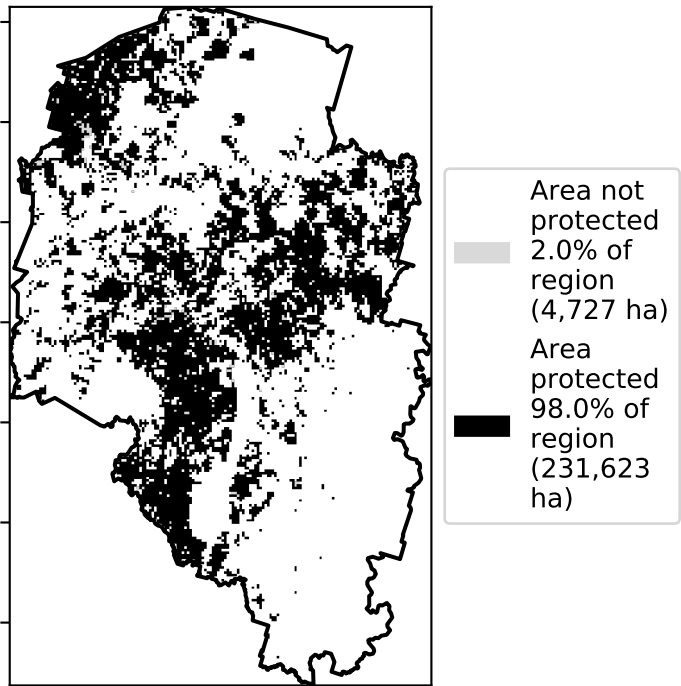 Area not
protected
2.0% of
region
(4,727 ha)
Area
protected
98.0% of
region
(231,623
ha)